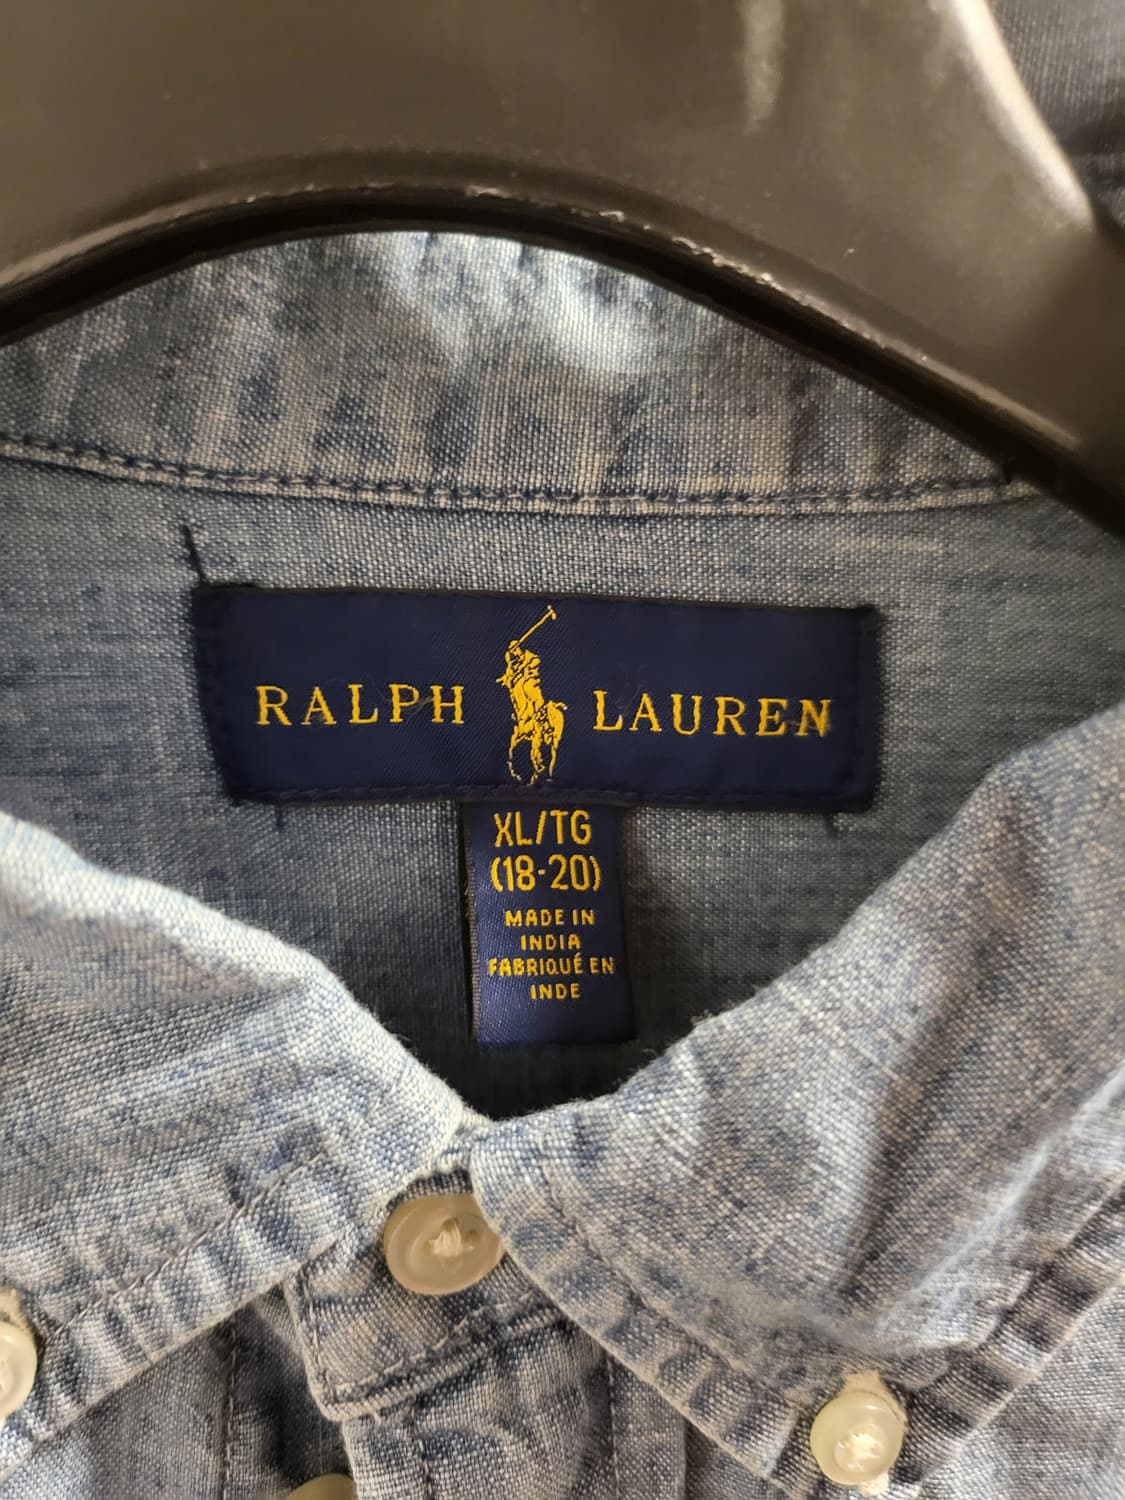 RALPH LAUREN
XL/TG
(18-20)
MADE IN
INDIA
FABRIQUÉ EN
INDE